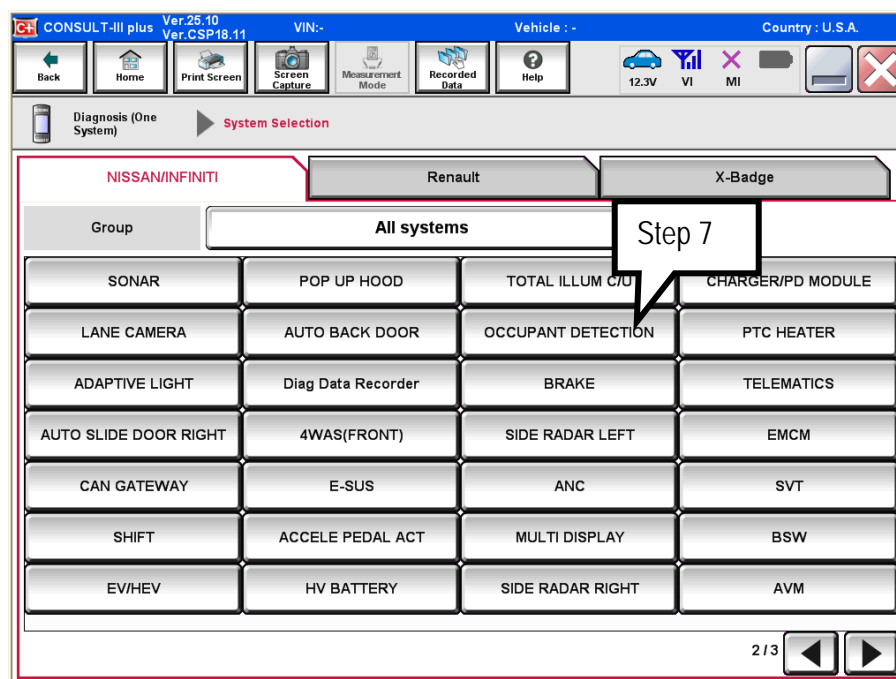 C+ CONSULT-III plus Ver.25.10 Ver.CSP18.11 VIN:- Vehicle : - Country : U.S.A.
Back Home Print Screen Screen Capture Measurement Mode Recorded Data Help 12.3V VI MI
Diagnosis (One System) System Selection
NISSAN/INFINITI Renault X-Badge
Group All systems
Step 7
SONAR POP UP HOOD TOTAL ILLUM C/U CHARGER/PD MODULE
LANE CAMERA AUTO BACK DOOR OCCUPANT DETECTION PTC HEATER
ADAPTIVE LIGHT Diag Data Recorder BRAKE TELEMATICS
AUTO SLIDE DOOR RIGHT 4WAS(FRONT) SIDE RADAR LEFT EMCM
CAN GATEWAY E-SUS ANC SVT
SHIFT ACCELE PEDAL ACT MULTI DISPLAY BSW
EV/HEV HV BATTERY SIDE RADAR RIGHT AVM
2/3